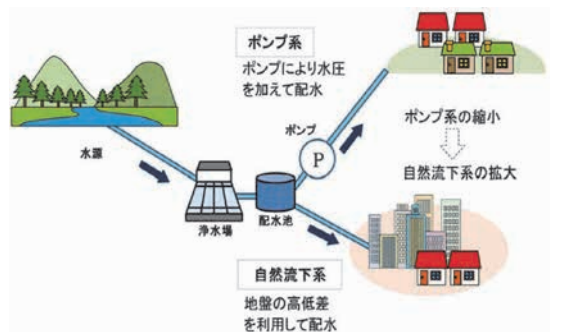 ポンプ系
ポンプにより水圧
を加えて配水
ポンプ
P
ポンプ系の縮小
自然流下系の拡大
水源
浄水場
配水池
自然流下系
地盤の高低差
を利用して配水